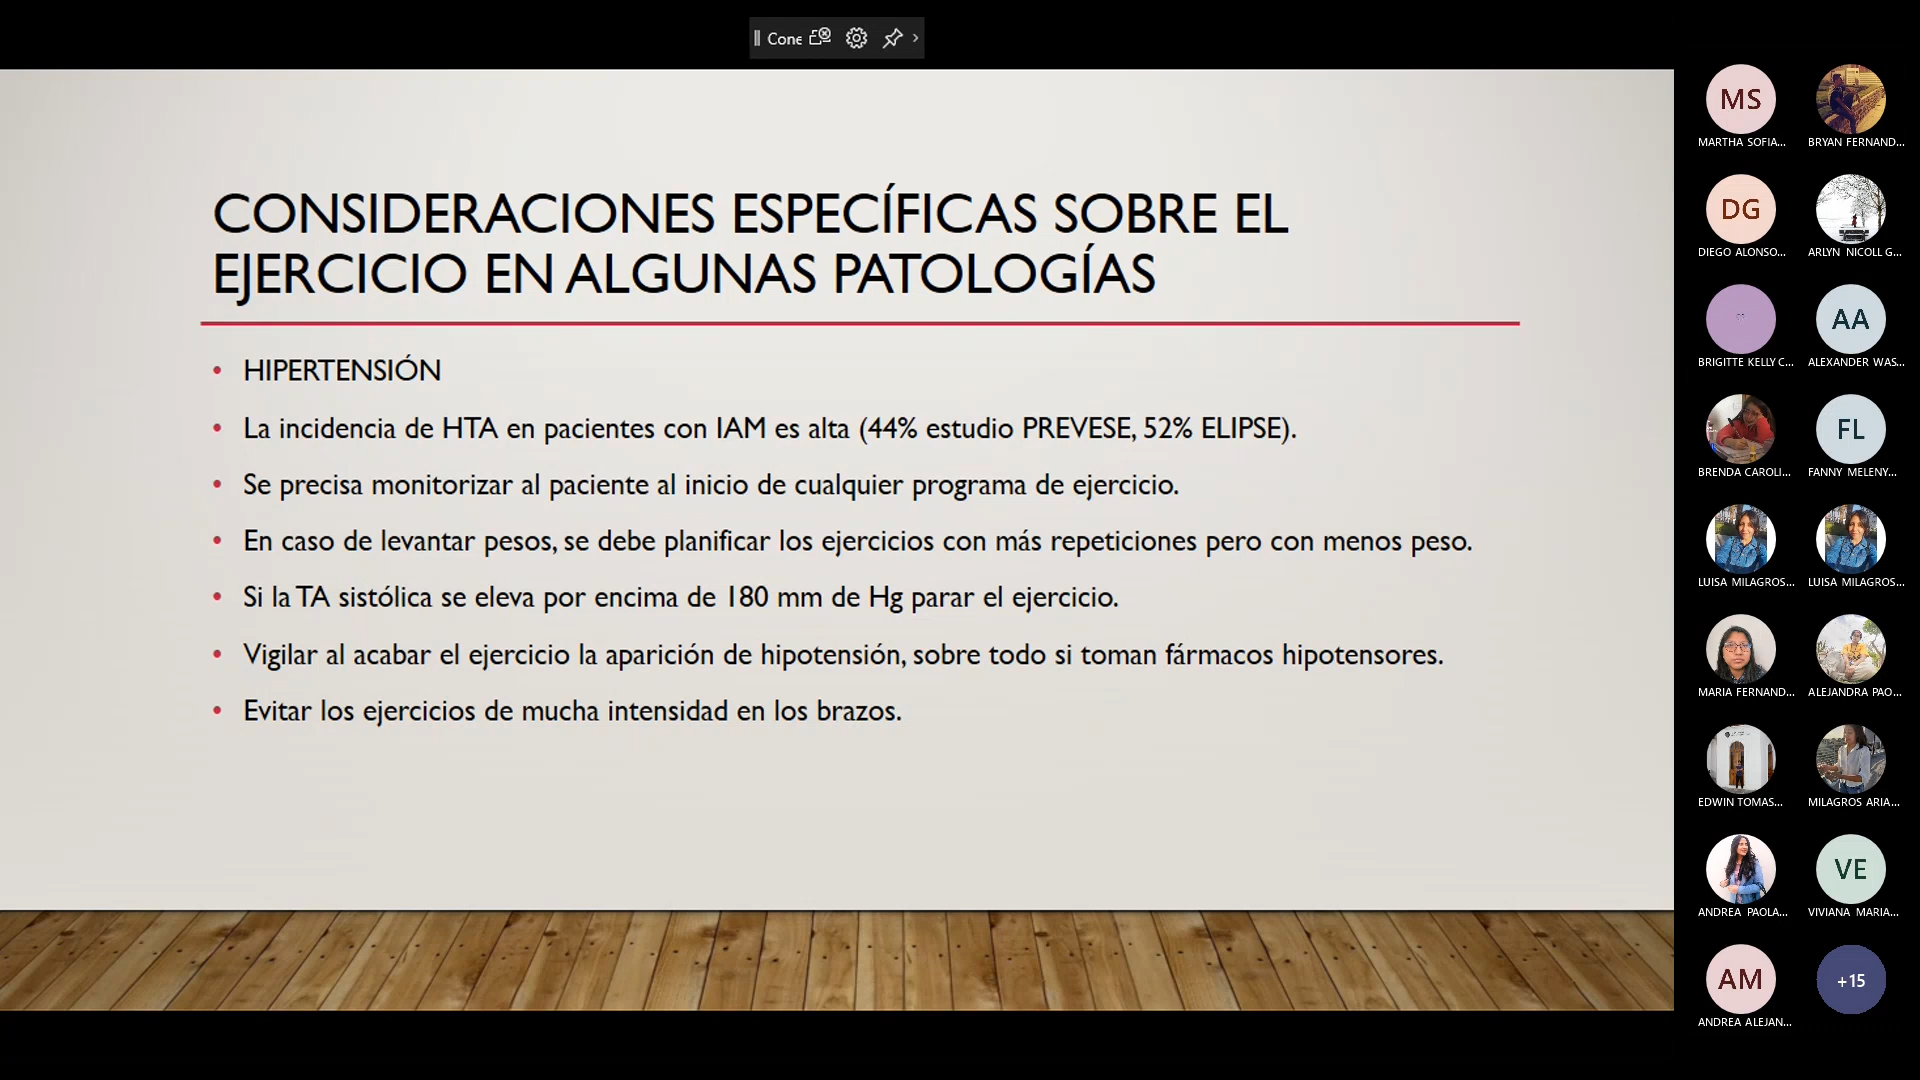 Cone
CONSIDERACIONES ESPECÍFICAS SOBRE EL
EJERCICIO EN ALGUNAS PATOLOGÍAS
• HIPERTENSIÓN
• La incidencia de HTA en pacientes con IAM es alta (44% estudio PREVESE, 52% ELIPSE).
• Se precisa monitorizar al paciente al inicio de cualquier programa de ejercicio.
• En caso de levantar pesos, se debe planificar los ejercicios con más repeticiones pero con menos peso.
• Si la TA sistólica se eleva por encima de 180 mm de Hg parar el ejercicio.
• Vigilar al acabar el ejercicio la aparición de hipotensión, sobre todo si toman fármacos hipotensores.
• Evitar los ejercicios de mucha intensidad en los brazos.
MS
MARTHA SOFIA...
BRYAN FERNAND...
DG
DIEGO ALONSO...
ARLYN NICOLL G...
BRIGITTE KELLY C...
AA
ALEXANDER WAS...
BRENDA CAROLI...
FL
FANNY MELENY...
LUISA MILAGROS...
LUISA MILAGROS...
MARIA FERNAND...
ALEJANDRA PAO...
EDWIN TOMAS...
MILAGROS ARIA...
ANDREA PAOLA...
VE
VIVIANA MARIA...
AM
ANDREA ALEJAN...
+15